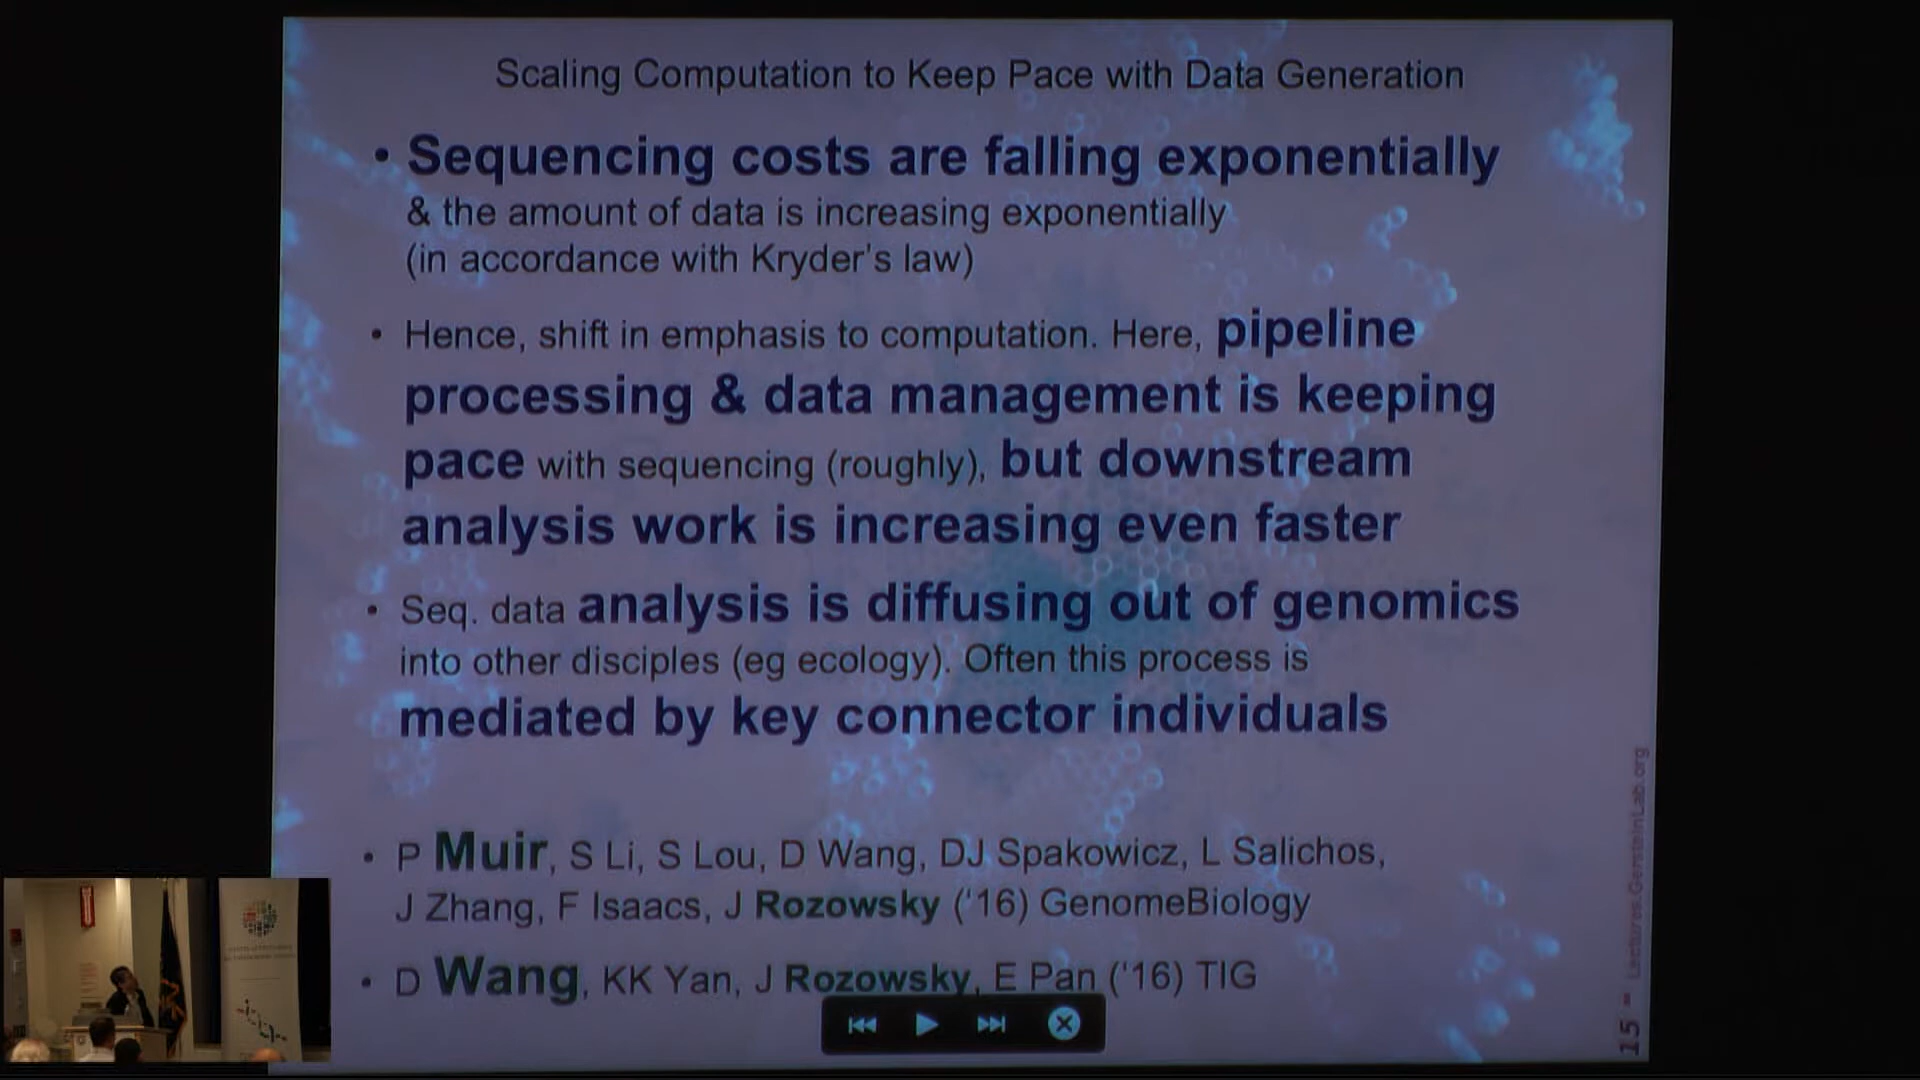 Scaling Computation to Keep Pace with Data Generation
• Sequencing costs are falling exponentially
& the amount of data is increasing exponentially
(in accordance with Kryder's law)
• Hence, shift in emphasis to computation. Here, pipeline
processing & data management is keeping
pace with sequencing (roughly), but downstream
analysis work is increasing even faster
• Seq. data analysis is diffusing out of genomics
into other disciples (eg ecology). Often this process is
mediated by key connector individuals
• P Muir, S Li, S Lou, D Wang, DJ Spakowicz, L Salichos,
J Zhang, F Isaacs, J Rozowsky ('16) GenomeBiology
• D Wang, KK Yan, J Rozowsky, E Pan ('16) TIG
15 Lectures.GersteinLab.org